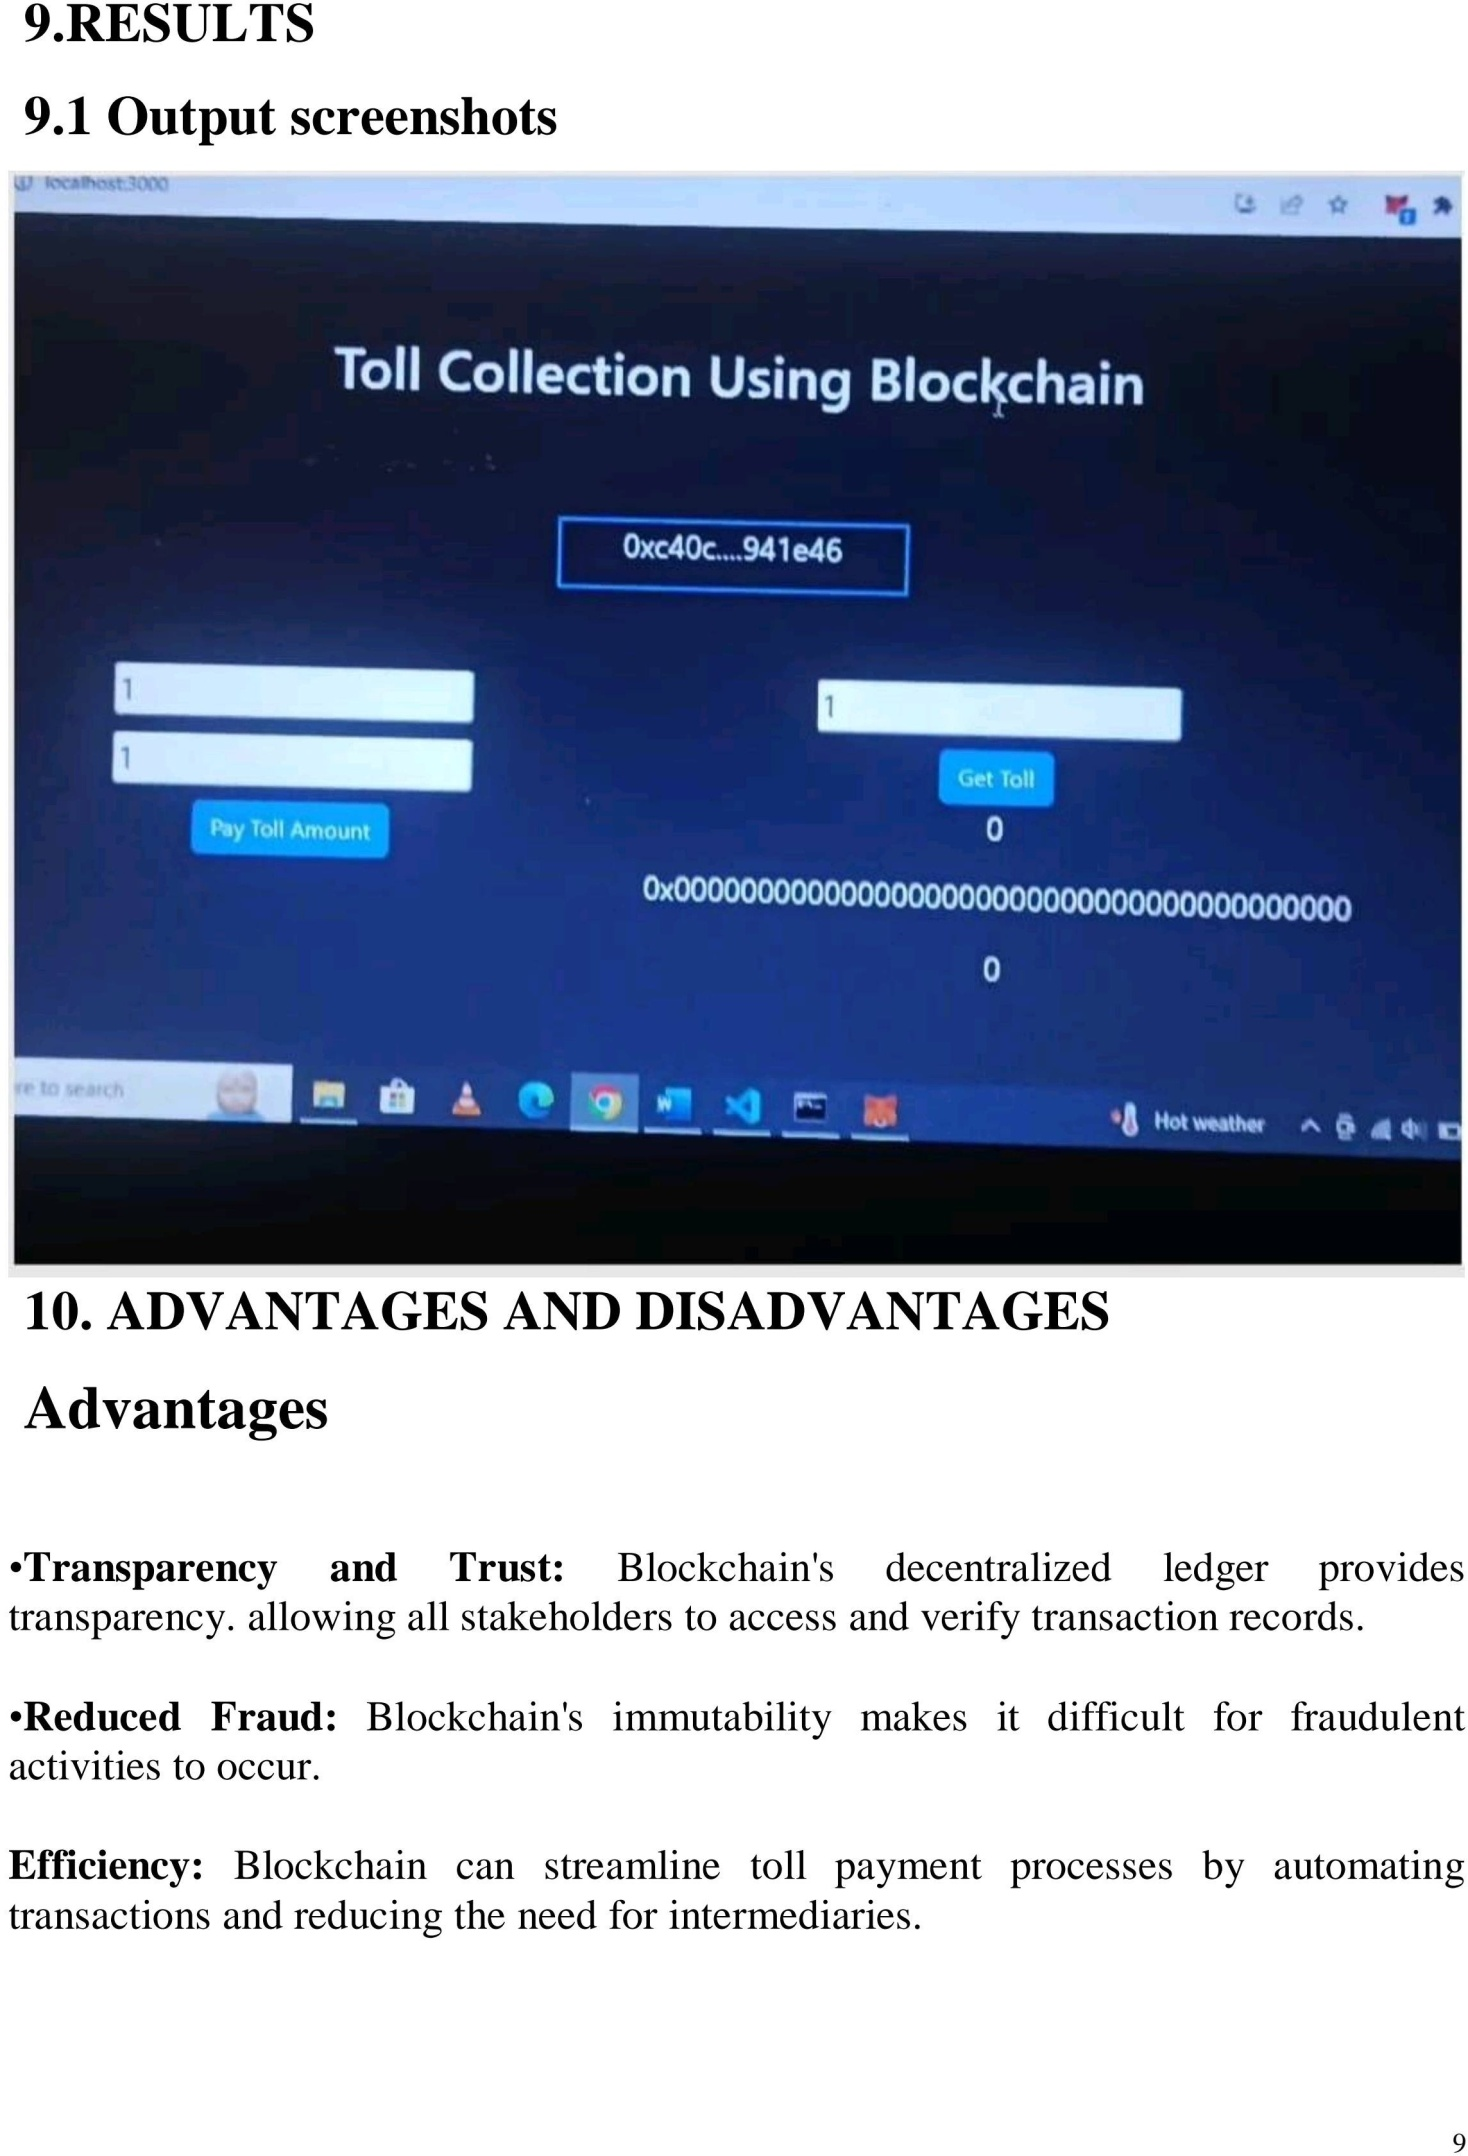 9.RESULTS
9.1 Output screenshots
localhost:3000
Toll Collection Using Blockchain
0xc40c....941e46
1
1
Pay Toll Amount
1
Get Toll
0
0x0000000000000000000000000000000000000000
0
re to search
Hot weather
10. ADVANTAGES AND DISADVANTAGES
Advantages
•Transparency and Trust: Blockchain's decentralized ledger provides
transparency. allowing all stakeholders to access and verify transaction records.
•Reduced Fraud: Blockchain's immutability makes it difficult for fraudulent
activities to occur.
Efficiency: Blockchain can streamline toll payment processes by automating
transactions and reducing the need for intermediaries.
9